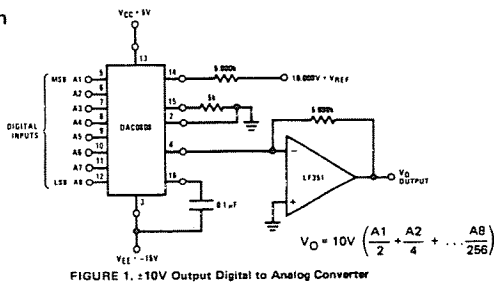 n
VCC = 5V
13
MSB A1 5
A2 6
A3 7
A4 8
A5 9
A6 10
A7 11
LSB A8 12
DIGITAL
INPUTS
DAC0808
14
5.000k
10.000V = VREF
15
5k
2
4
5.000k
16
0.1 µF
3
VEE = -15V
LF351
-
+
VO
OUTPUT
VO = 10V (A1/2 + A2/4 + ... A8/256)
FIGURE 1. ±10V Output Digital to Analog Converter